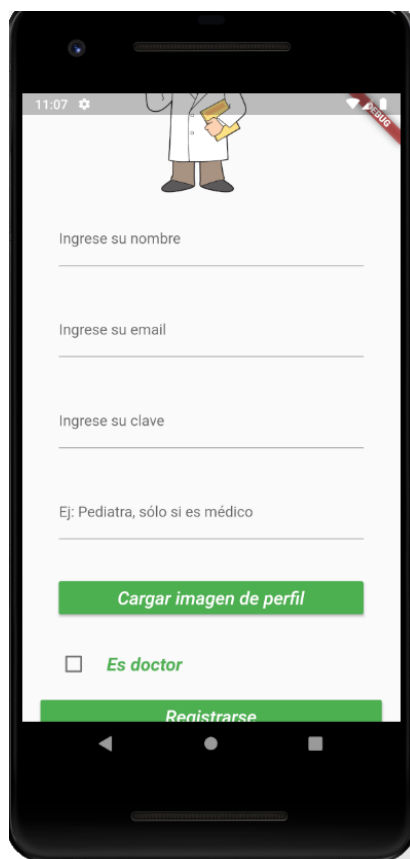 11:07
DEBUG
Ingrese su nombre
Ingrese su email
Ingrese su clave
Ej: Pediatra, sólo si es médico
Cargar imagen de perfil
Es doctor
Registrarse